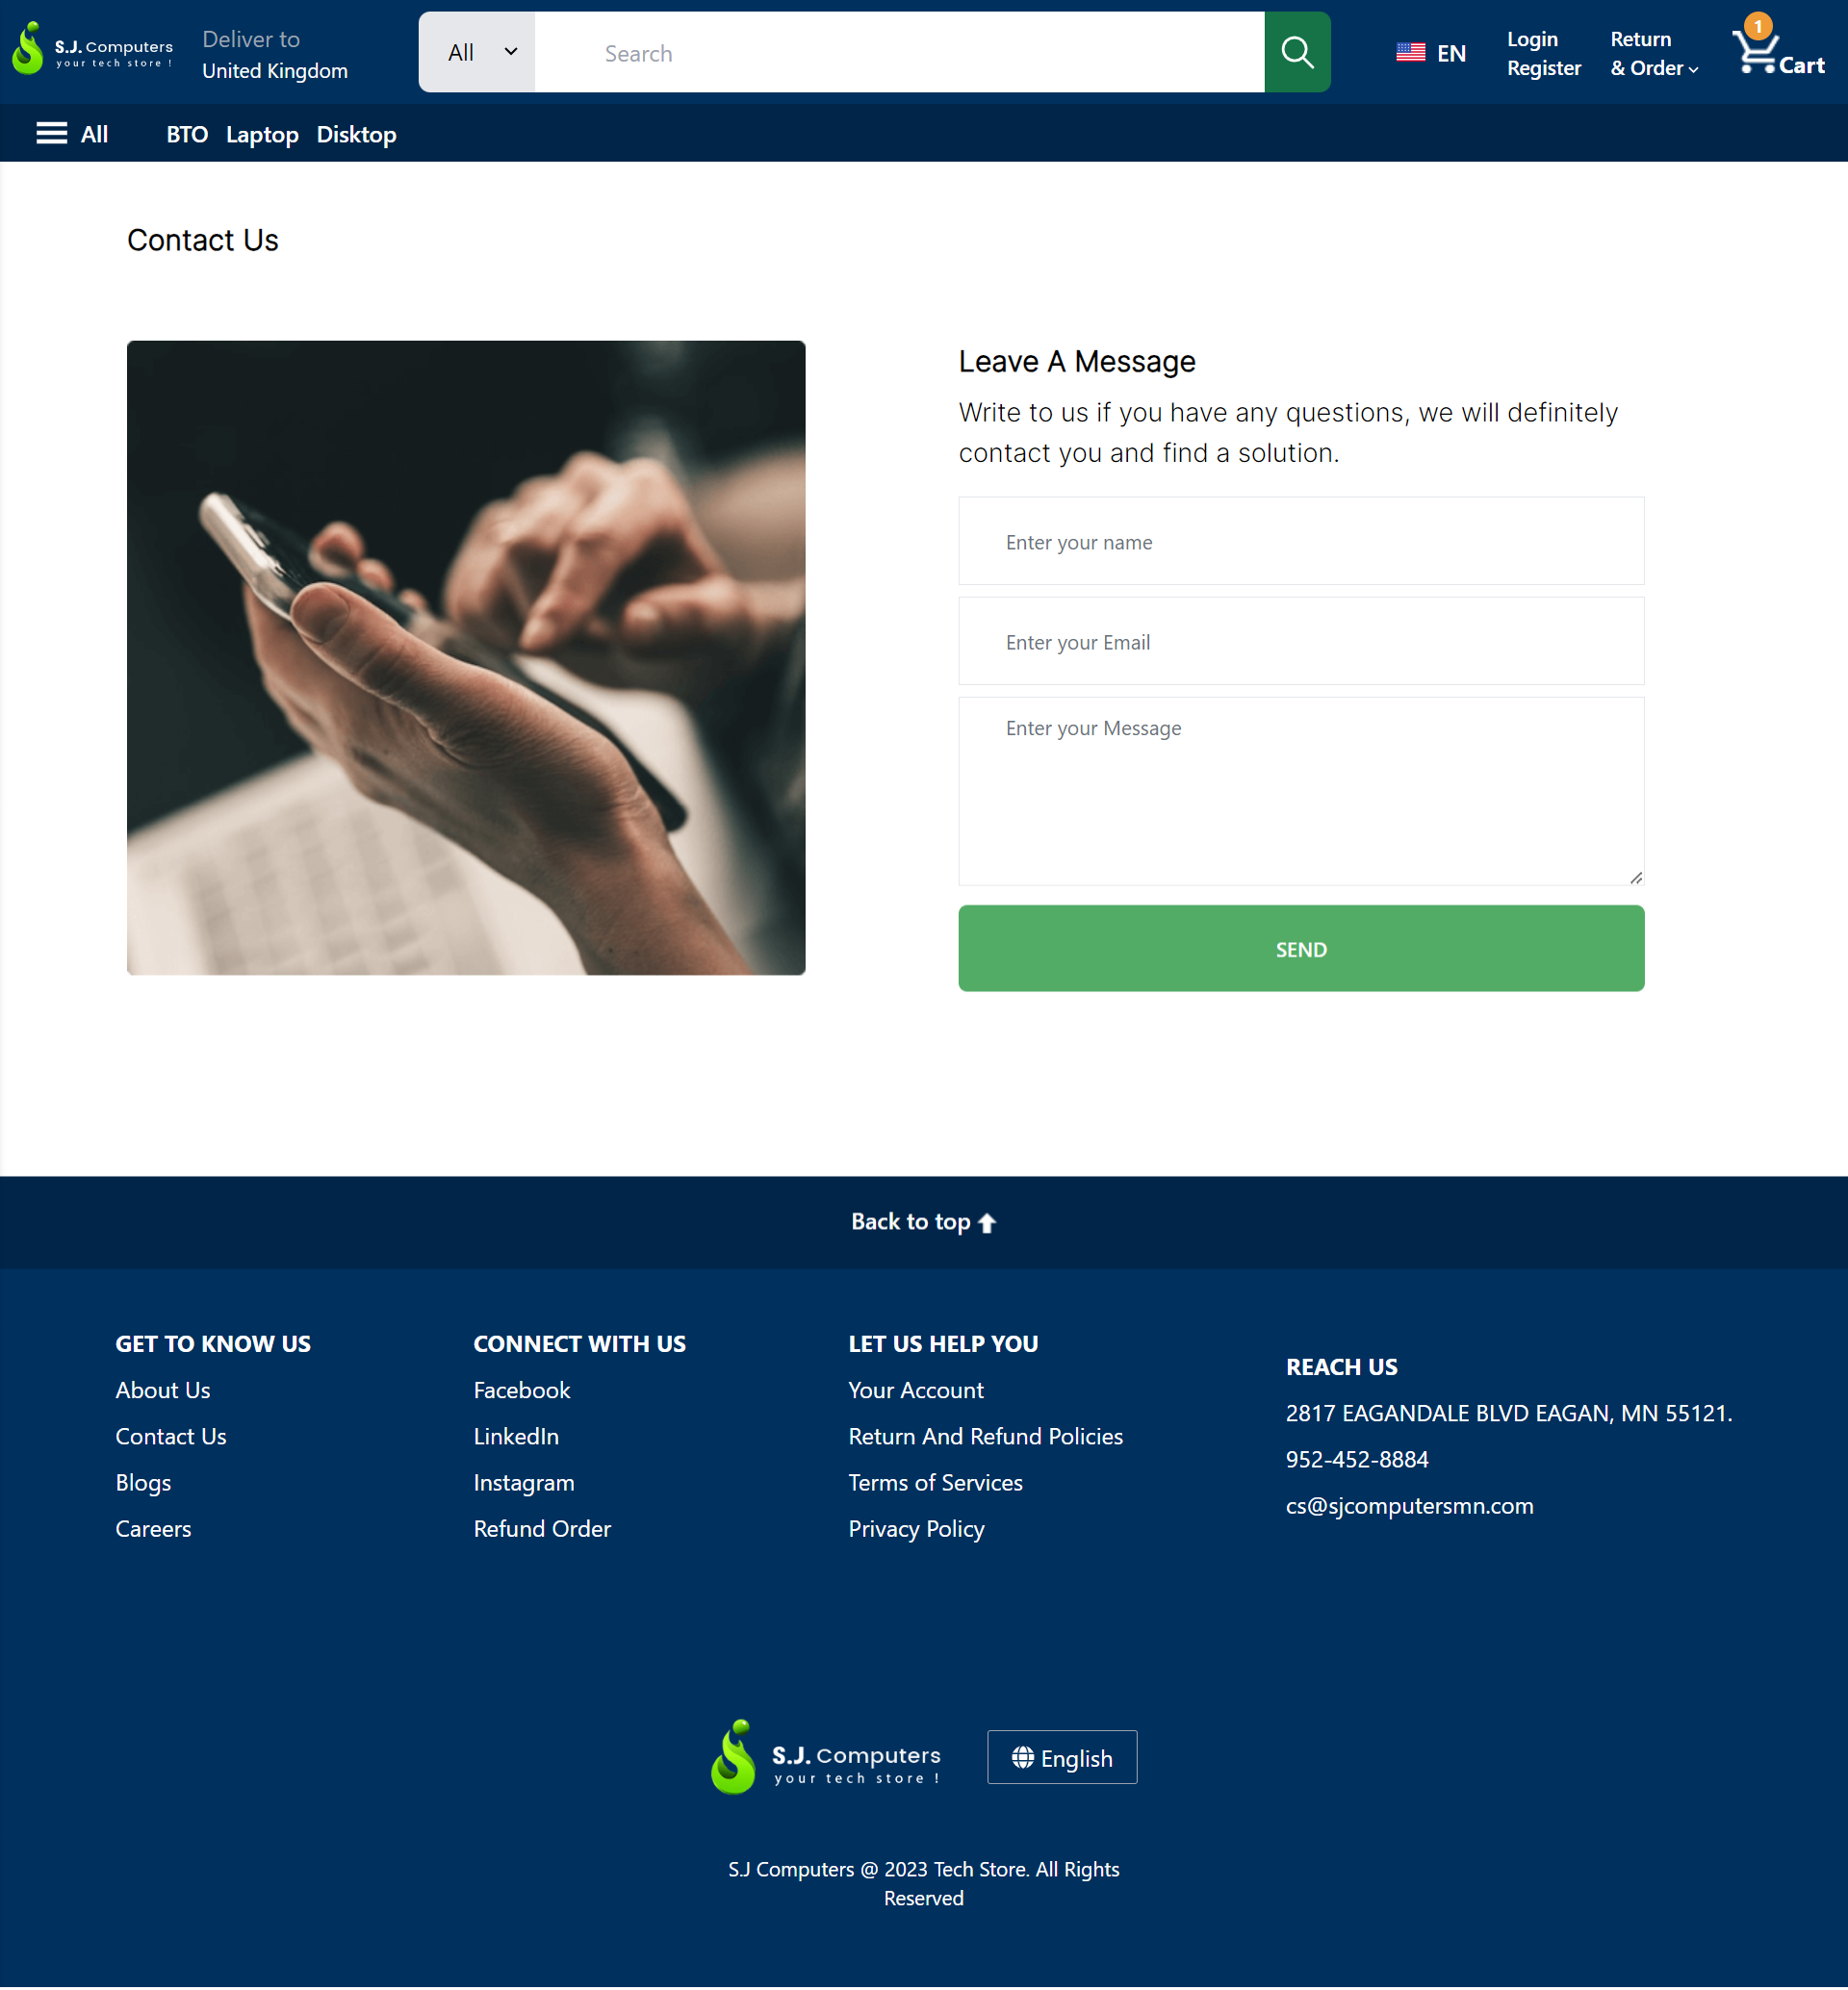 S.J. Computers
your tech store !
Deliver to
United Kingdom
All
Search
EN
Login
Register
Return
& Order
1
Cart
All
BTO
Laptop
Disktop
Contact Us
Leave A Message
Write to us if you have any questions, we will definitely
contact you and find a solution.
Enter your name
Enter your Email
Enter your Message
SEND
Back to top
GET TO KNOW US
About Us
Contact Us
Blogs
Careers
CONNECT WITH US
Facebook
LinkedIn
Instagram
Refund Order
LET US HELP YOU
Your Account
Return And Refund Policies
Terms of Services
Privacy Policy
REACH US
2817 EAGANDALE BLVD EAGAN, MN 55121.
952-452-8884
cs@sjcomputersmn.com
S.J. Computers
your tech store !
English
S.J Computers @ 2023 Tech Store. All Rights
Reserved